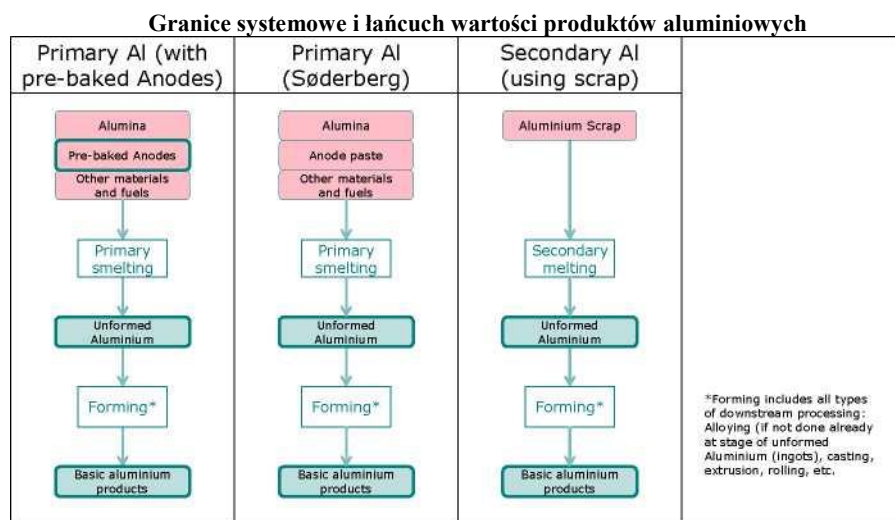 Granice systemowe i łańcuch wartości produktów aluminiowych
Primary Al (with
pre-baked Anodes)
Alumina
Pre-baked Anodes
Other materials
and fuels
Primary
smelting
Unformed
Aluminium
Forming*
Basic aluminium
products
Primary Al
(Søderberg)
Alumina
Anode paste
Other materials
and fuels
Primary
smelting
Unformed
Aluminium
Forming*
Basic aluminium
products
Secondary Al
(using scrap)
Aluminium Scrap
Secondary
melting
Unformed
Aluminium
Forming*
Basic aluminium
products
*Forming includes all types
of downstream processing:
Alloying (if not done already
at stage of unformed
Aluminium (ingots), casting,
extrusion, rolling, etc.